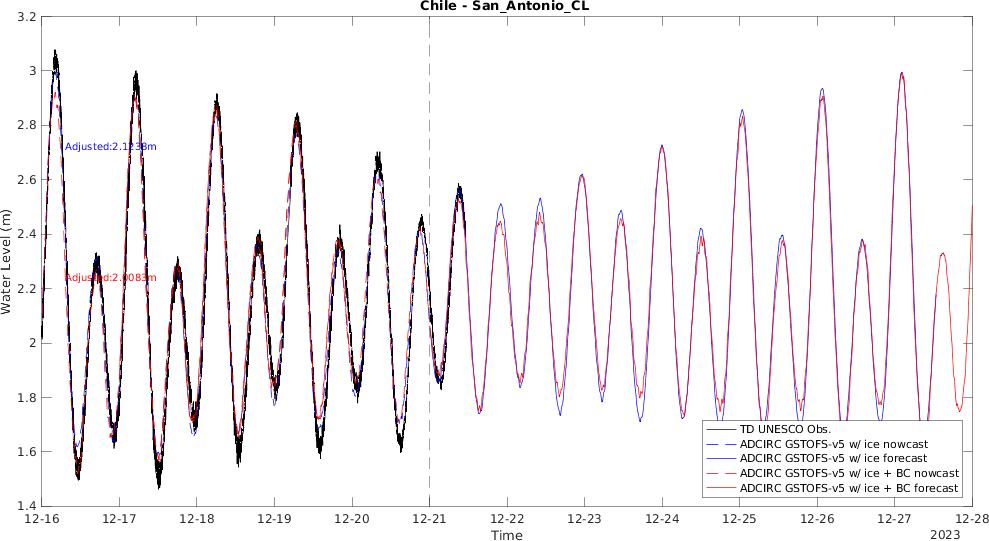 Chile - San_Antonio_CL
3.2
3
2.8
2.6
2.4
2.2
2
1.8
1.6
1.4
Water Level (m)
Adjusted:2.1238m
Adjusted:2.0083m
TD UNESCO Obs.
ADCIRC GSTOFS-v5 w/ ice nowcast
ADCIRC GSTOFS-v5 w/ ice forecast
ADCIRC GSTOFS-v5 w/ ice + BC nowcast
ADCIRC GSTOFS-v5 w/ ice + BC forecast
12-16 12-17 12-18 12-19 12-20 12-21 12-22 12-23 12-24 12-25 12-26 12-27 12-28
Time
2023